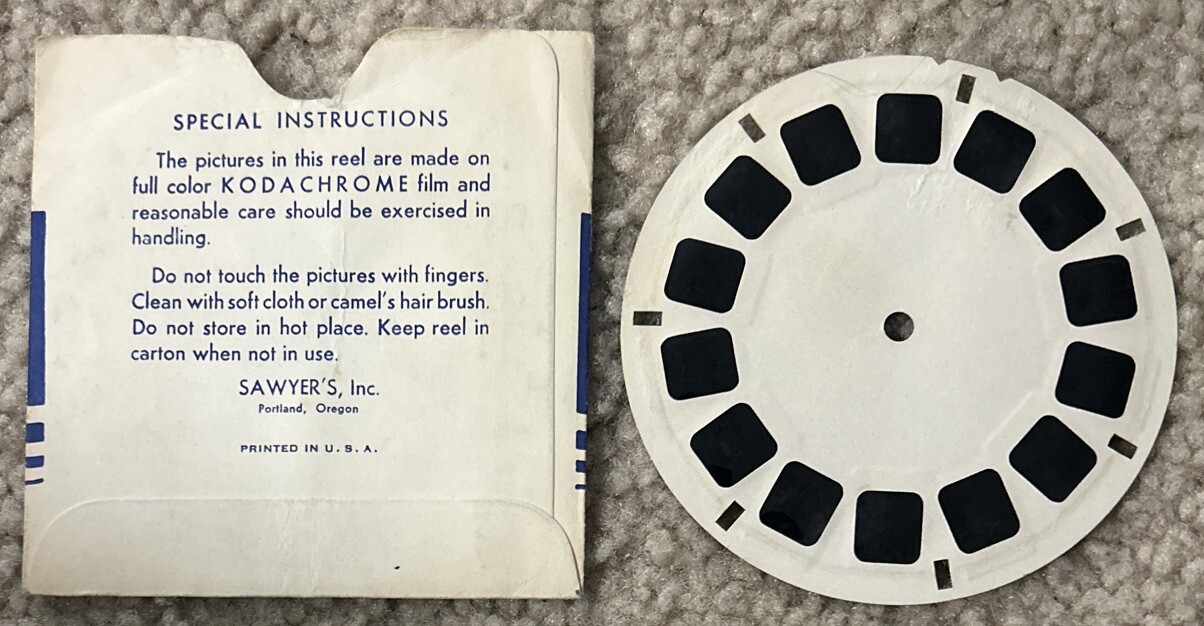 SPECIAL INSTRUCTIONS
The pictures in this reel are made on
full color KODACHROME film and
reasonable care should be exercised in
handling.
Do not touch the pictures with fingers.
Clean with soft cloth or camel's hair brush.
Do not store in hot place. Keep reel in
carton when not in use.
SAWYER'S, Inc.
Portland, Oregon
PRINTED IN U. S. A.